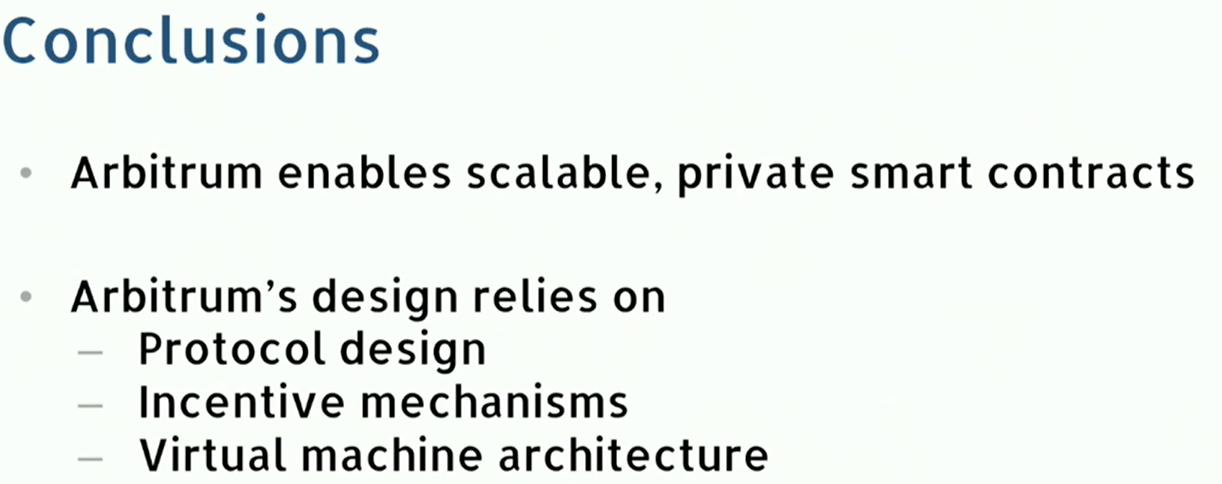 Conclusions
• Arbitrum enables scalable, private smart contracts
• Arbitrum’s design relies on
– Protocol design
– Incentive mechanisms
– Virtual machine architecture